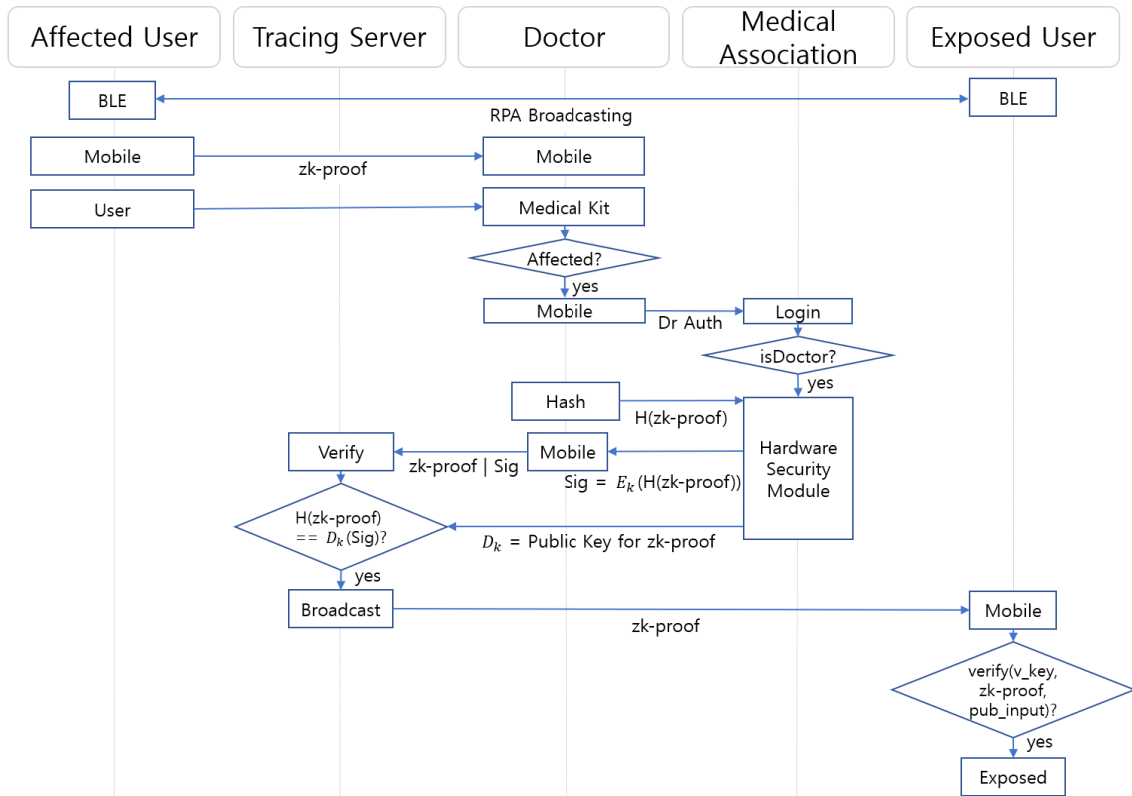 Affected User
Tracing Server
Doctor
Medical
Association
Exposed User
BLE
BLE
RPA Broadcasting
Mobile
zk-proof
Mobile
User
Medical Kit
Affected?
yes
Mobile
Dr Auth
Login
isDoctor?
yes
Hash
H(zk-proof)
Hardware
Security
Module
Verify
zk-proof | Sig
Mobile
Sig = E_k(H(zk-proof))
H(zk-proof)
== D_k(Sig)?
D_k = Public Key for zk-proof
yes
Broadcast
zk-proof
Mobile
verify(v_key,
zk-proof,
pub_input)?
yes
Exposed